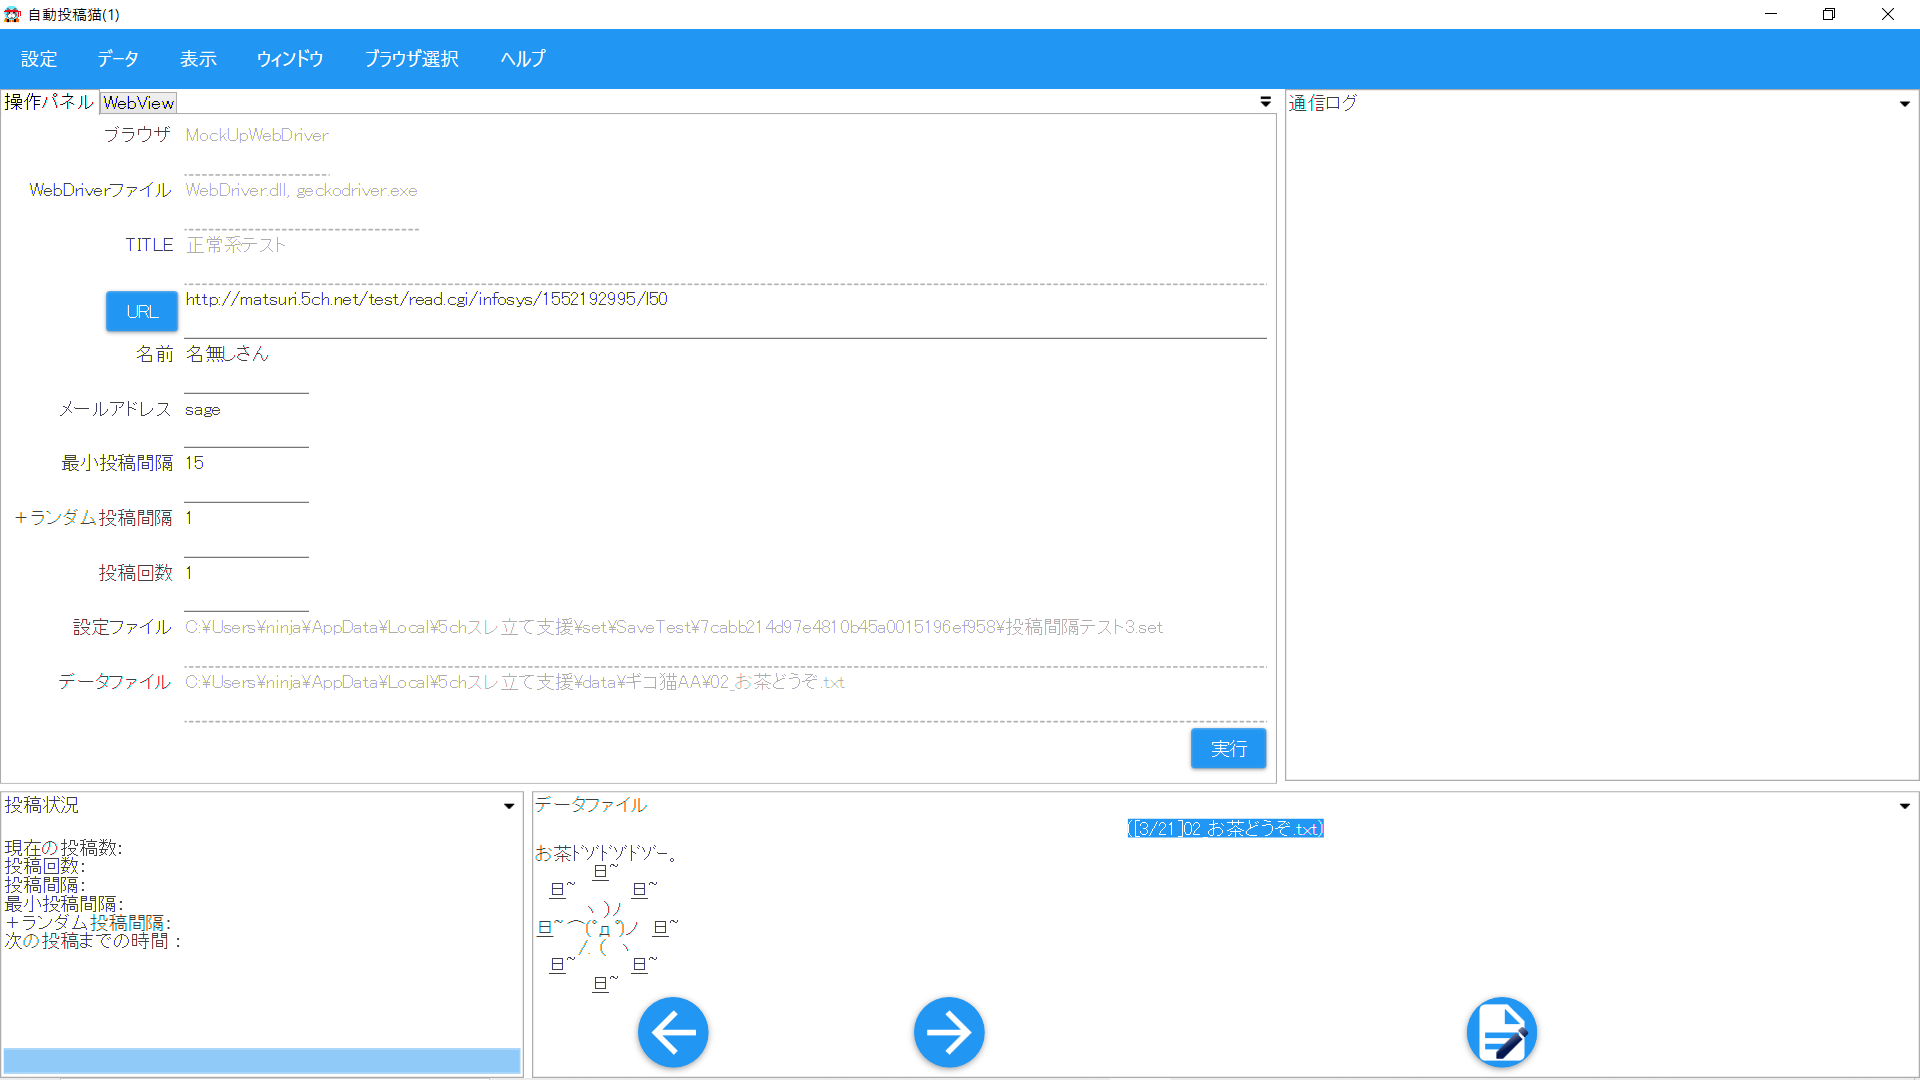 自動投稿猫(1)
設定 データ 表示 ウィンドウ ブラウザ選択 ヘルプ
操作パネル WebView
ブラウザ MockUpWebDriver
WebDriverファイル WebDriver.dll, geckodriver.exe
TITLE 正常系テスト
URL http://matsuri.5ch.net/test/read.cgi/infosys/1552192995/l50
名前 名無しさん
メールアドレス sage
最小投稿間隔 15
+ランダム投稿間隔 1
投稿回数 1
設定ファイル C:¥Users¥ninja¥AppData¥Local¥5chスレ立て支援¥set¥SaveTest¥7cabb214d97e4810b45a0015196ef958¥投稿間隔テスト3.set
データファイル C:¥Users¥ninja¥AppData¥Local¥5chスレ立て支援¥data¥ギコ猫AA¥02_お茶どうぞ.txt
実行
通信ログ
投稿状況
現在の投稿数:
投稿回数:
投稿間隔:
最小投稿間隔:
+ランダム投稿間隔:
次の投稿までの時間 :
データファイル
([3/21]02_お茶どうぞ.txt)
お茶ドゾドゾドゾー。
旦~
旦~ 旦~
ヽ )ノ
旦~ ⌒(゚д゚)ノ 旦~
/. ( ヽ
旦~ 旦~
旦~